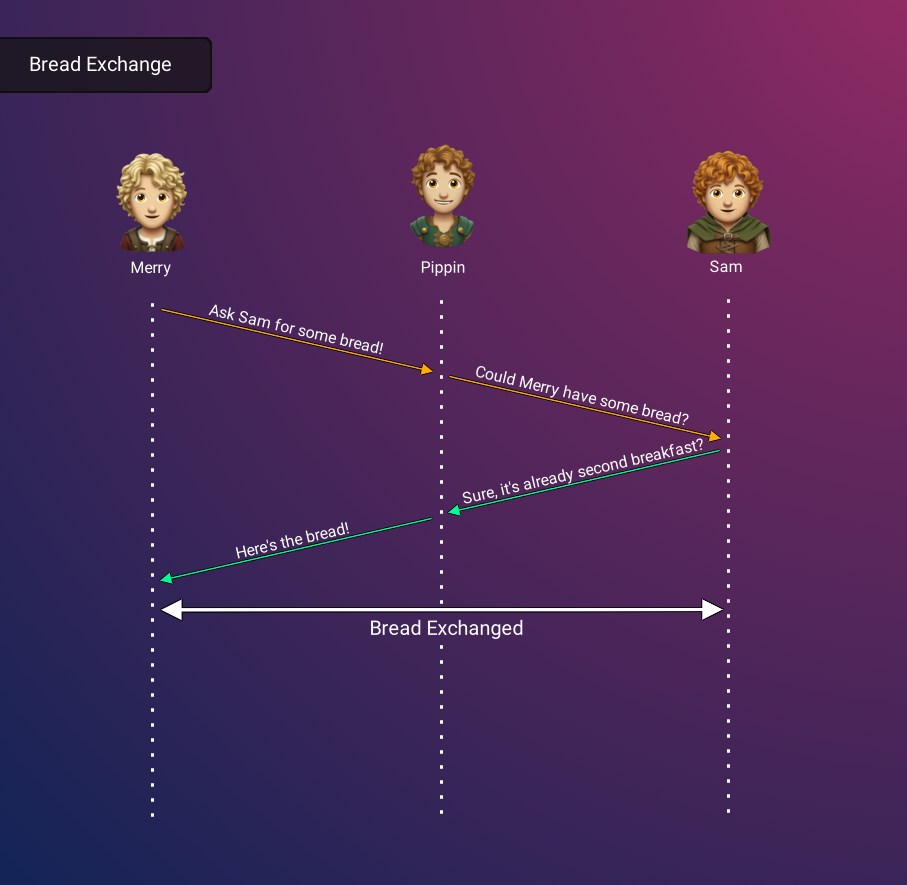 Bread Exchange
Merry
Pippin
Sam
Ask Sam for some bread!
Could Merry have some bread?
Sure, it's already second breakfast?
Here's the bread!
Bread Exchanged